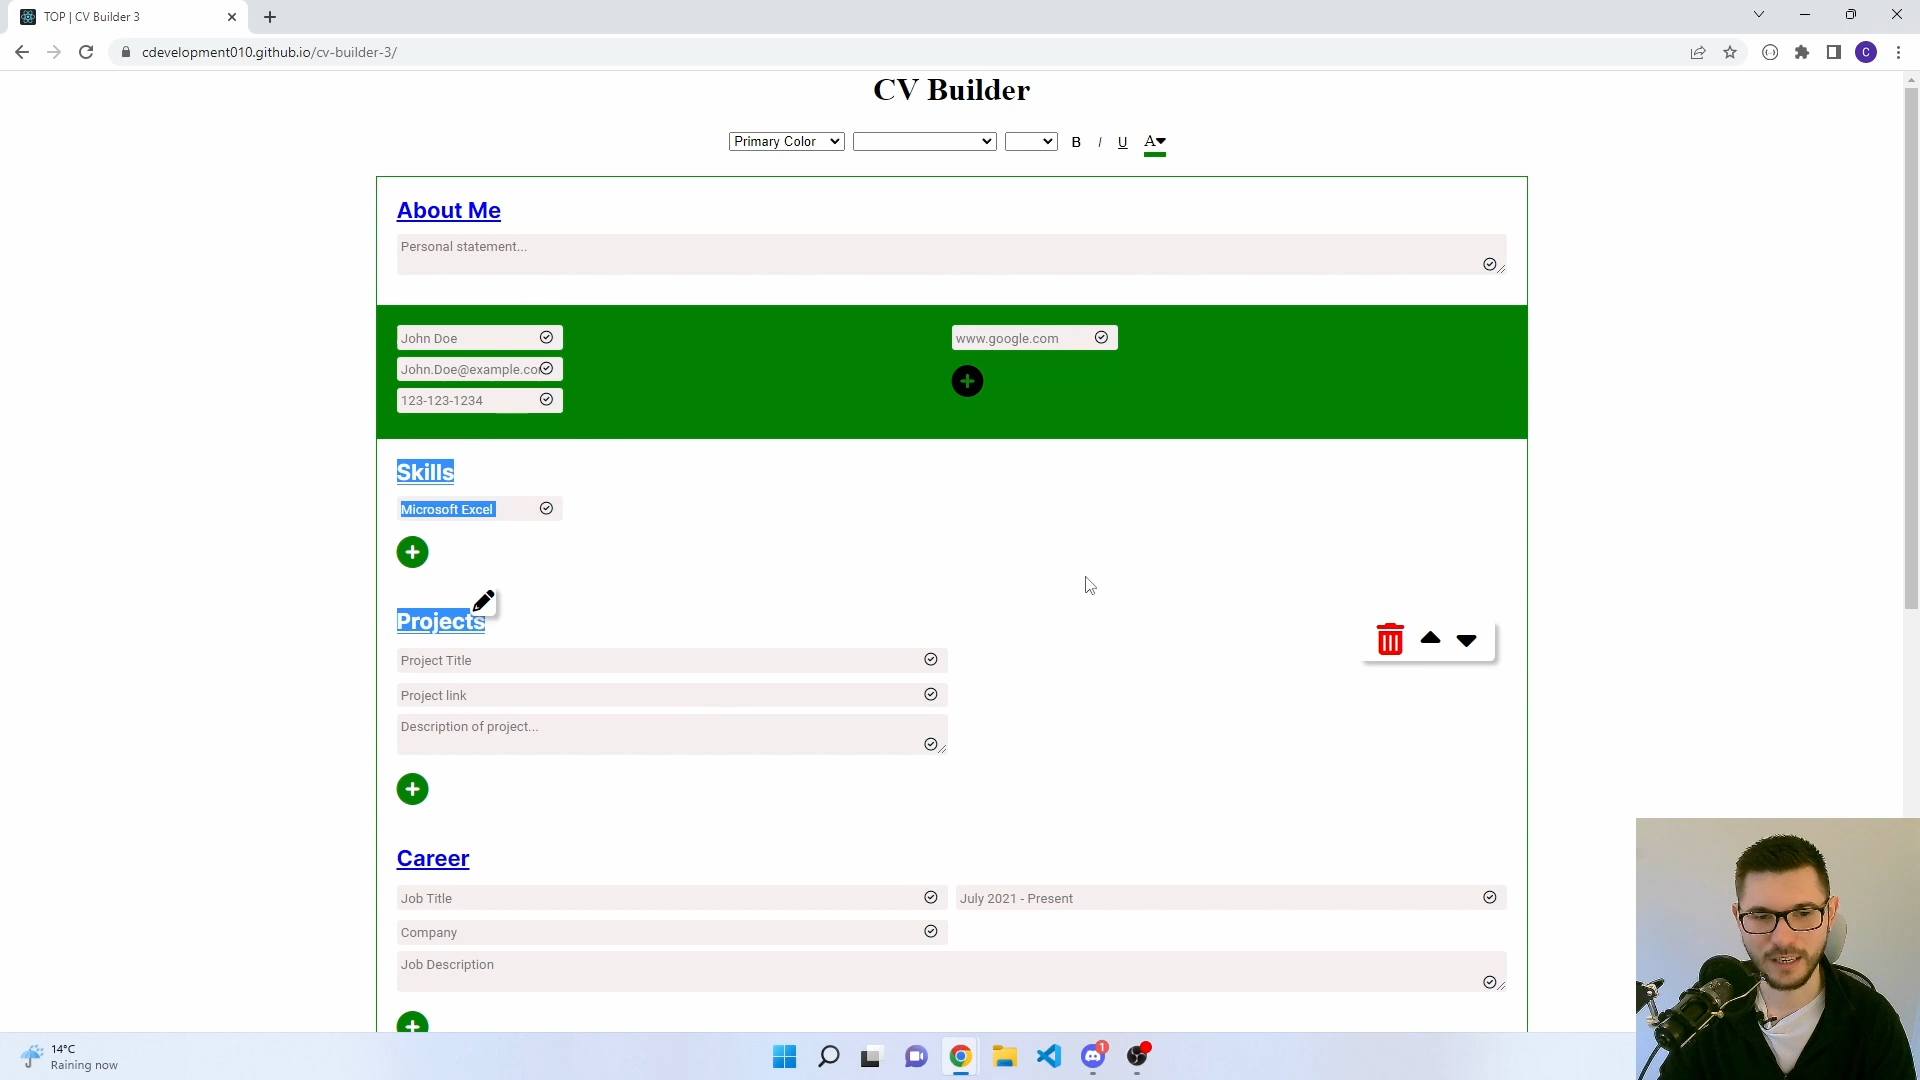 TOP | CV Builder 3
cdevelopment010.github.io/cv-builder-3/
C
CV Builder
Primary Color
B I U A
About Me
Personal statement...
John Doe
www.google.com
John.Doe@example.com
123-123-1234
Skills
Microsoft Excel
Projects
Project Title
Project link
Description of project...
Career
Job Title
July 2021 - Present
Company
Job Description
14°C
Raining now
1